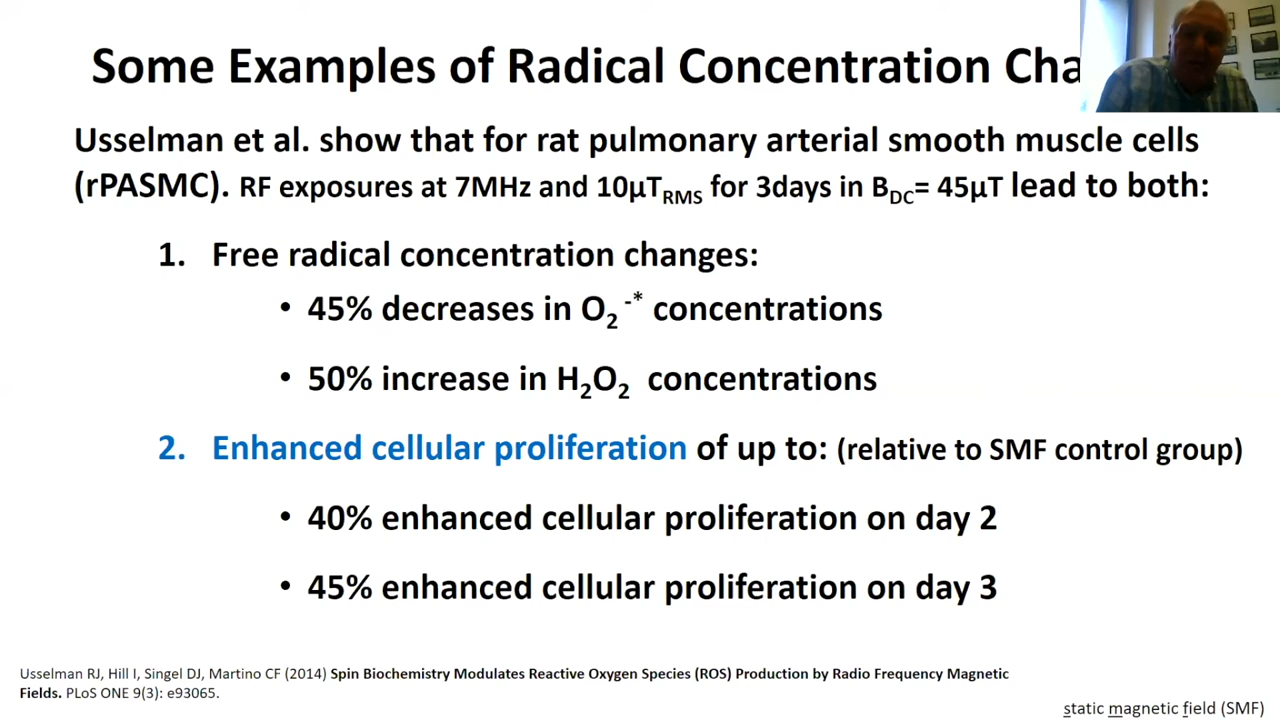 Some Examples of Radical Concentration Cha
Usselman et al. show that for rat pulmonary arterial smooth muscle cells
(rPASMC). RF exposures at 7MHz and 10µT_RMS for 3days in B_DC= 45µT lead to both:
1. Free radical concentration changes:
• 45% decreases in O₂⁻* concentrations
• 50% increase in H₂O₂ concentrations
2. Enhanced cellular proliferation of up to: (relative to SMF control group)
• 40% enhanced cellular proliferation on day 2
• 45% enhanced cellular proliferation on day 3
Usselman RJ, Hill I, Singel DJ, Martino CF (2014) Spin Biochemistry Modulates Reactive Oxygen Species (ROS) Production by Radio Frequency Magnetic
Fields. PLoS ONE 9(3): e93065.
static magnetic field (SMF)